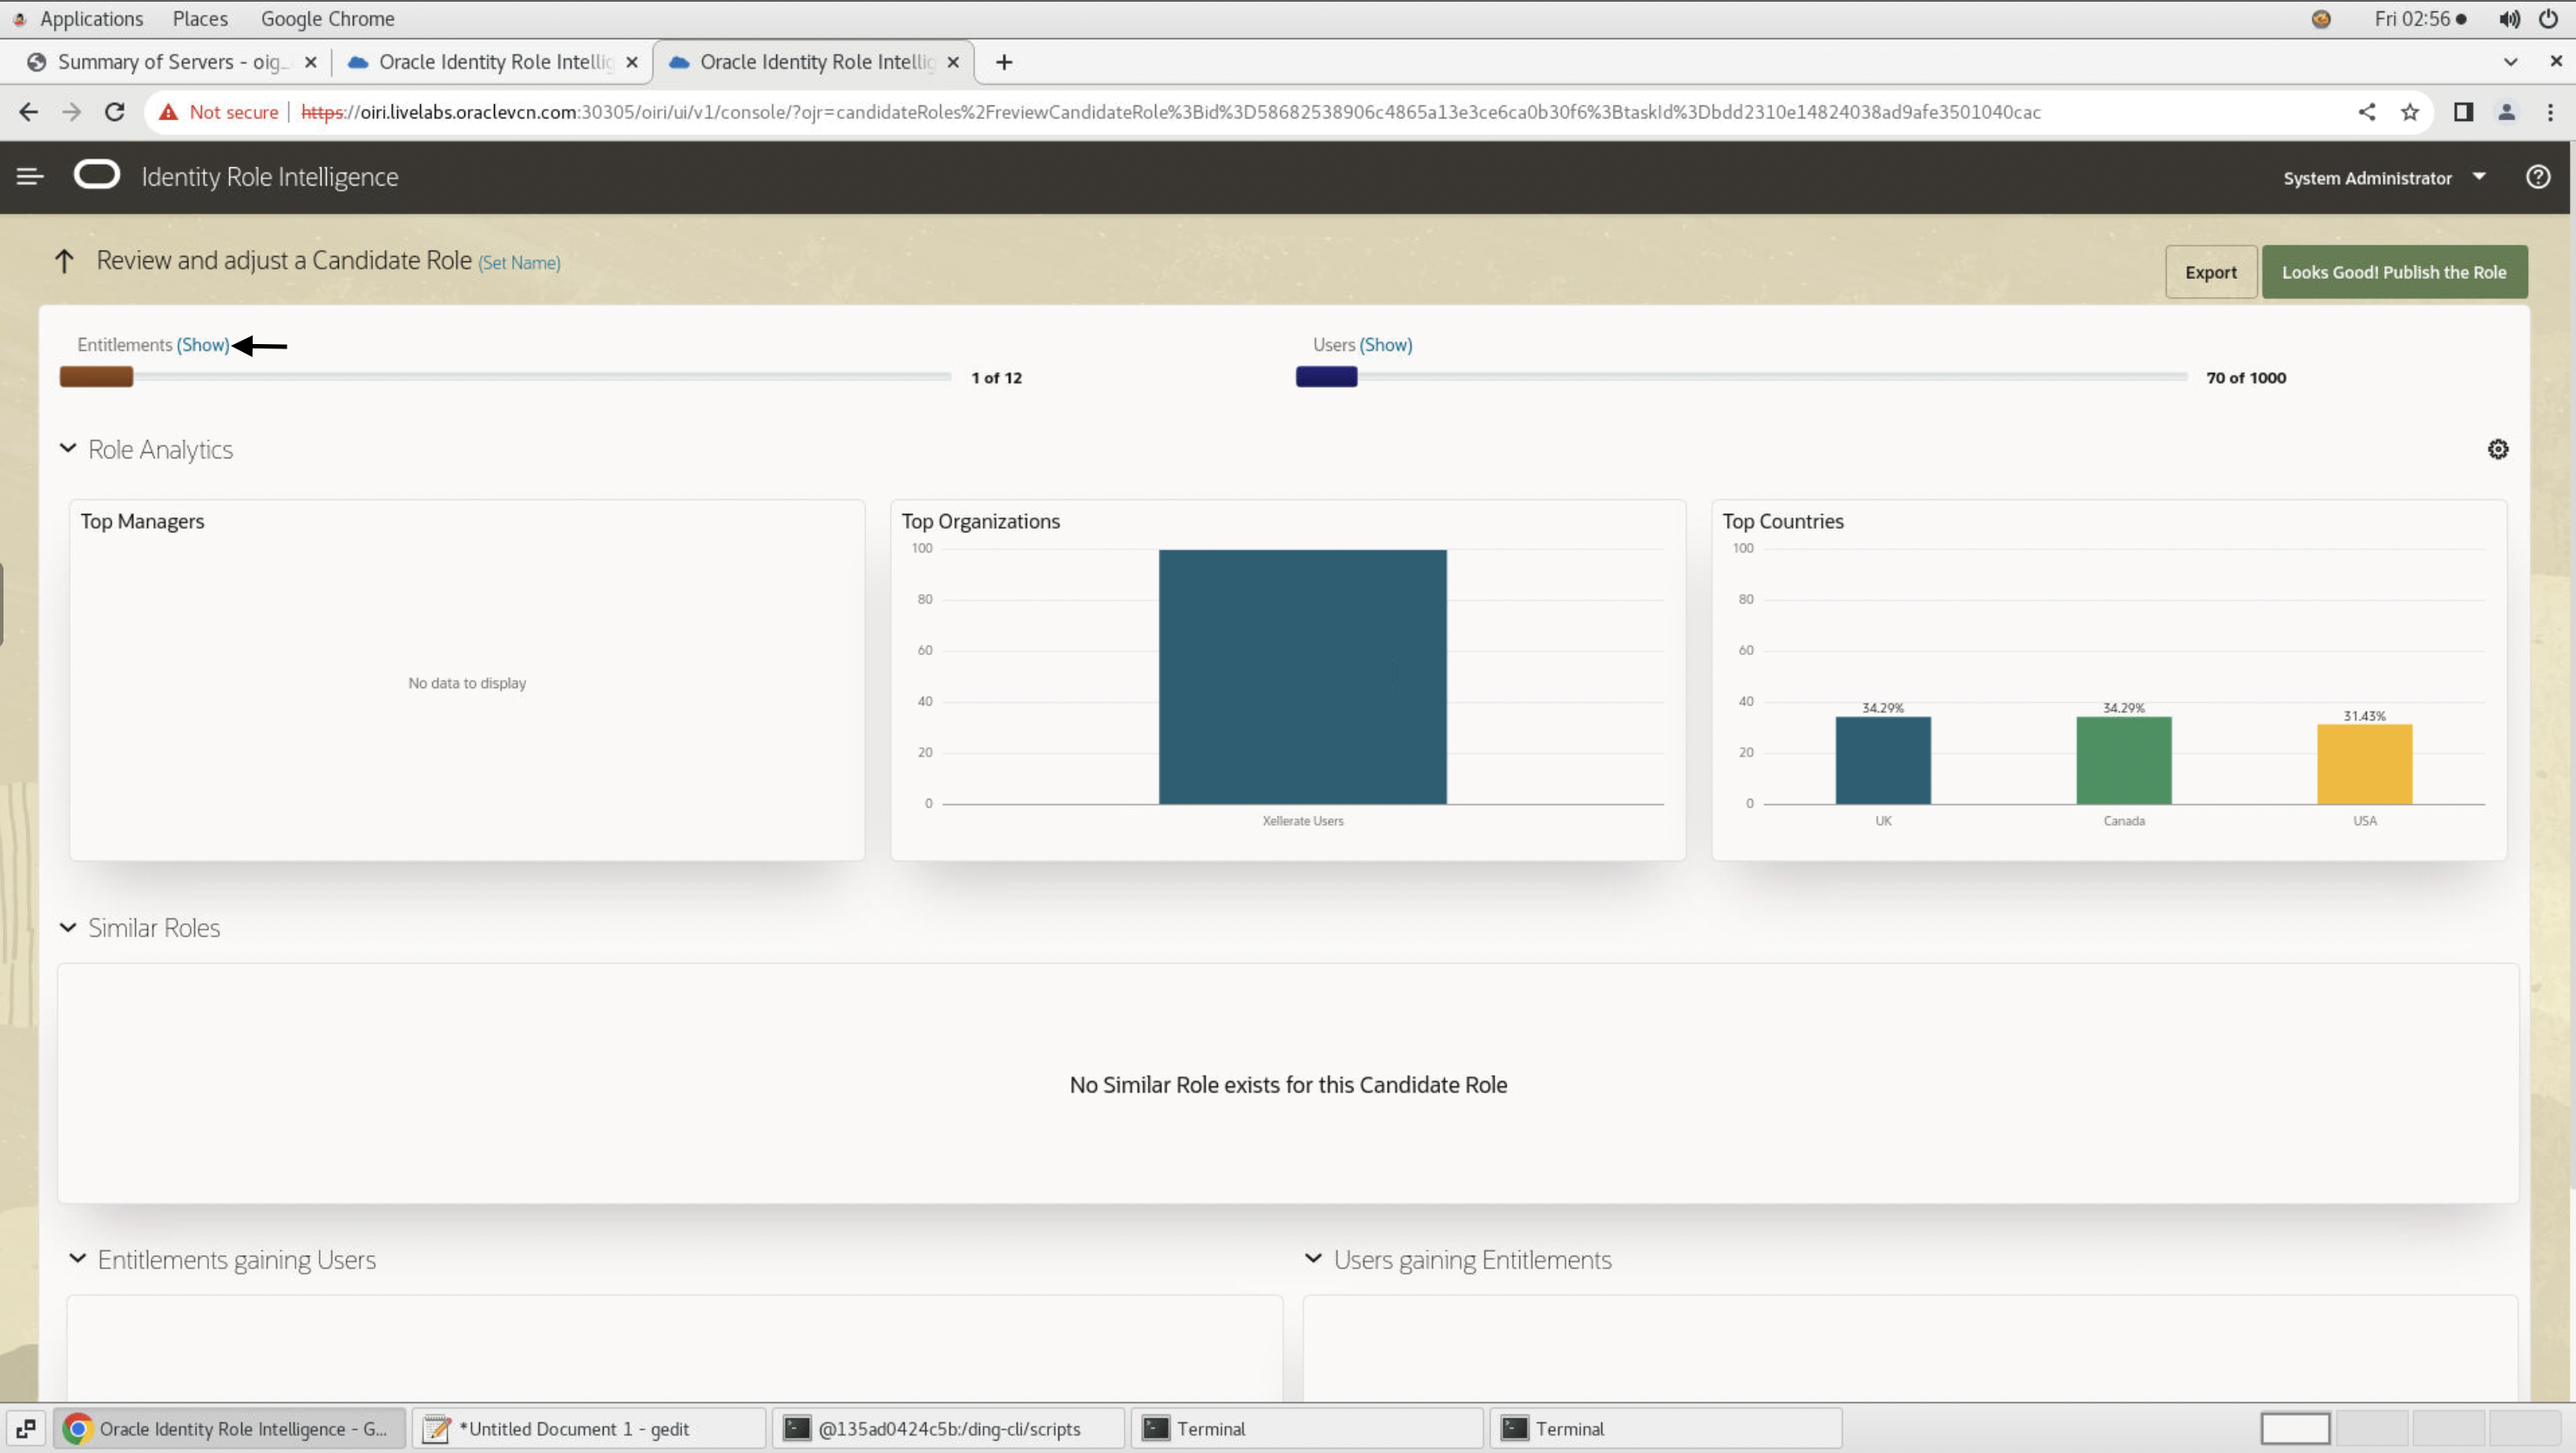 Applications Places Google Chrome Fri 02:56
Summary of Servers - oig_ Oracle Identity Role Intellig Oracle Identity Role Intellig
Not secure https://oiri.livelabs.oraclevcn.com:30305/oiri/ui/v1/console/?ojr=candidateRoles%2FreviewCandidateRole%3Bid%3D58682538906c4865a13e3ce6ca0b30f6%3BtaskId%3Dbdd2310e14824038ad9afe3501040cac
Identity Role Intelligence System Administrator
Review and adjust a Candidate Role (Set Name) Export Looks Good! Publish the Role
Entitlements (Show) Users (Show)
1 of 12 70 of 1000
Role Analytics
Top Managers
No data to display
Top Organizations
100
80
60
40
20
0
Xellerate Users
Top Countries
100
80
60
40
20
0
34.29% 34.29% 31.43%
UK Canada USA
Similar Roles
No Similar Role exists for this Candidate Role
Entitlements gaining Users Users gaining Entitlements
Oracle Identity Role Intelligence - G... *Untitled Document 1 - gedit @135ad0424c5b:/ding-cli/scripts Terminal Terminal